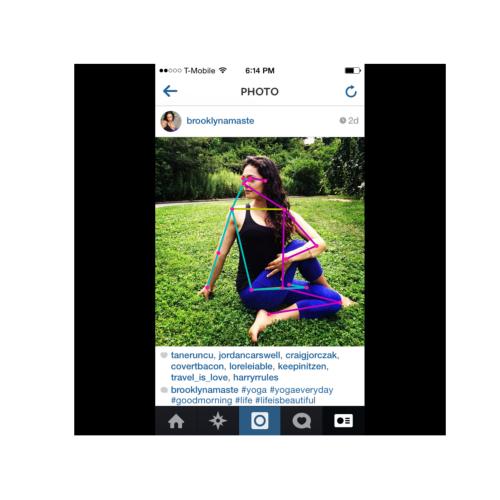 T-Mobile 6:14 PM
PHOTO
brooklynamaste 2d
taneruncu, jordancarswell, craigjorczak,
covertbacon, loreleiable, keepinitzen,
travel_is_love, harryrrules
brooklynamaste #yoga #yogaeveryday
#goodmorning #life #lifeisbeautiful